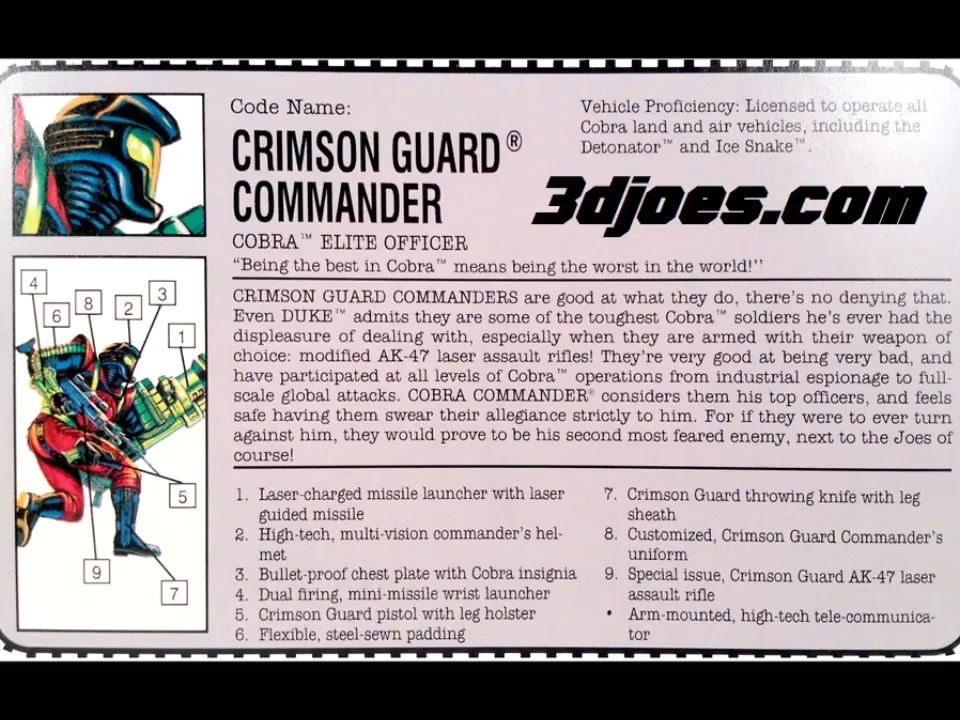 Code Name:
CRIMSON GUARD®
COMMANDER
COBRA™ ELITE OFFICER
"Being the best in Cobra™ means being the worst in the world!''
Vehicle Proficiency: Licensed to operate all
Cobra land and air vehicles, including the
Detonator™ and Ice Snake™.
3djoes.com
CRIMSON GUARD COMMANDERS are good at what they do, there's no denying that.
Even DUKE™ admits they are some of the toughest Cobra™ soldiers he's ever had the
displeasure of dealing with, especially when they are armed with their weapon of
choice: modified AK-47 laser assault rifles! They're very good at being very bad, and
have participated at all levels of Cobra™ operations from industrial espionage to full-
scale global attacks. COBRA COMMANDER® considers them his top officers, and feels
safe having them swear their allegiance strictly to him. For if they were to ever turn
against him, they would prove to be his second most feared enemy, next to the Joes of
course!
4
6
8
2
3
1
5
9
7
1. Laser-charged missile launcher with laser
guided missile
2. High-tech, multi-vision commander's hel-
met
3. Bullet-proof chest plate with Cobra insignia
4. Dual firing, mini-missile wrist launcher
5. Crimson Guard pistol with leg holster
6. Flexible, steel-sewn padding
7. Crimson Guard throwing knife with leg
sheath
8. Customized, Crimson Guard Commander's
uniform
9. Special issue, Crimson Guard AK-47 laser
assault rifle
• Arm-mounted, high-tech tele-communica-
tor